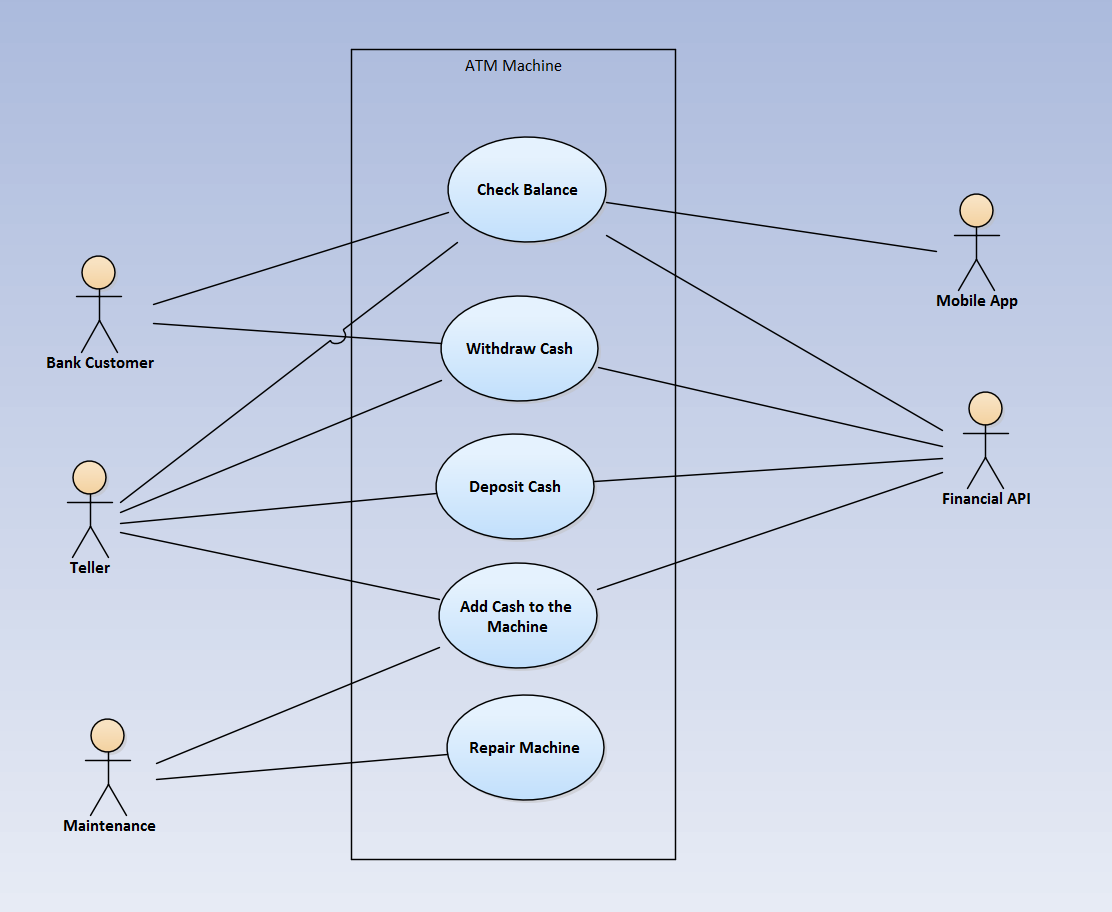 ATM Machine
Check Balance
Mobile App
Bank Customer
Withdraw Cash
Deposit Cash
Financial API
Teller
Add Cash to the
Machine
Repair Machine
Maintenance